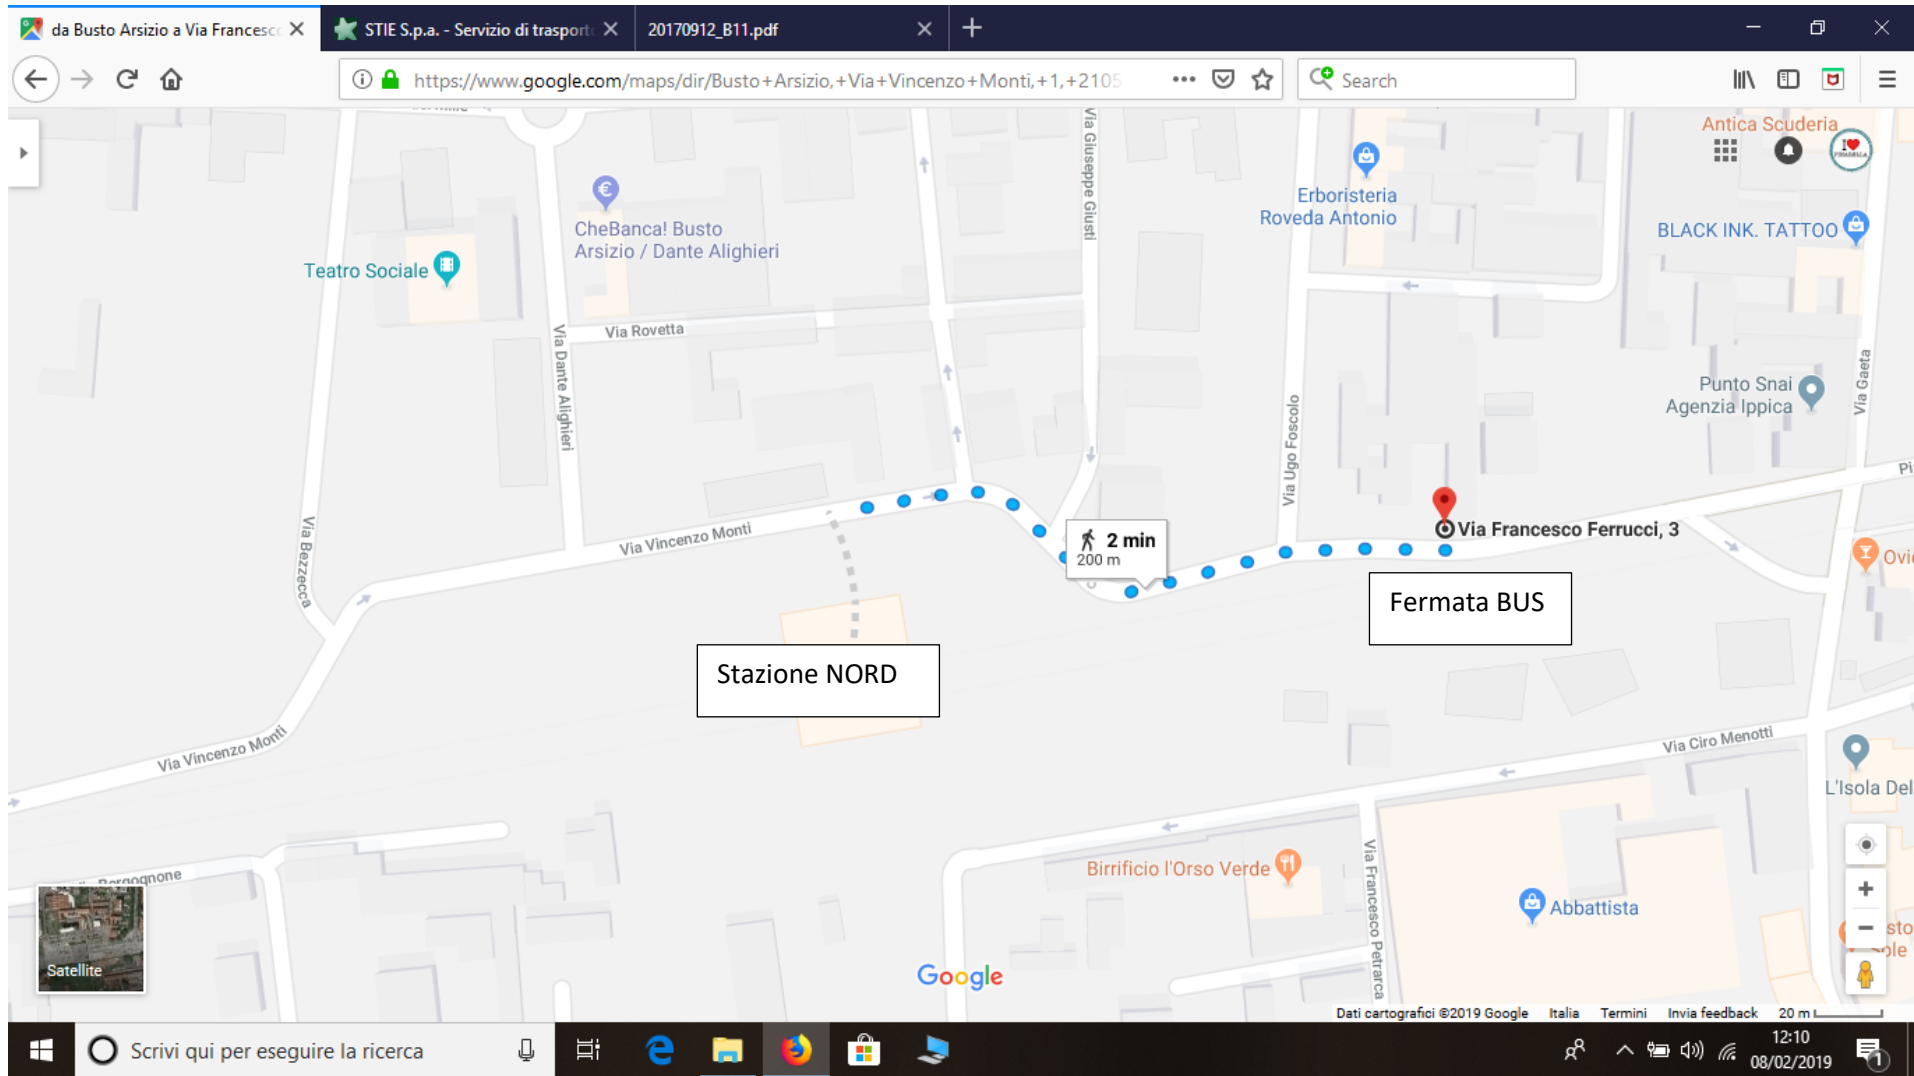 da Busto Arsizio a Via Francesc
STIE S.p.a. - Servizio di trasport
20170912_B11.pdf
https://www.google.com/maps/dir/Busto+Arsizio,+Via+Vincenzo+Monti,+1,+2105
Search
Antica Scuderia
Via Giuseppe Giusti
Erboristeria
Roveda Antonio
BLACK INK. TATTOO
CheBanca! Busto
Arsizio / Dante Alighieri
Teatro Sociale
Via Rovetta
Via Dante Alighieri
Punto Snai
Agenzia Ippica
Via Gaeta
Via Ugo Foscolo
Pi
Via Bezzecca
Via Vincenzo Monti
2 min
200 m
Via Francesco Ferrucci, 3
Ovi
Fermata BUS
Stazione NORD
Via Vincenzo Monti
Via Ciro Menotti
L'Isola Del
Birrificio l'Orso Verde
Via Francesco Petrarca
Abbattista
Satellite
Google
Dati cartografici ©2019 Google Italia Termini Invia feedback 20 m
Scrivi qui per eseguire la ricerca
12:10
08/02/2019
1